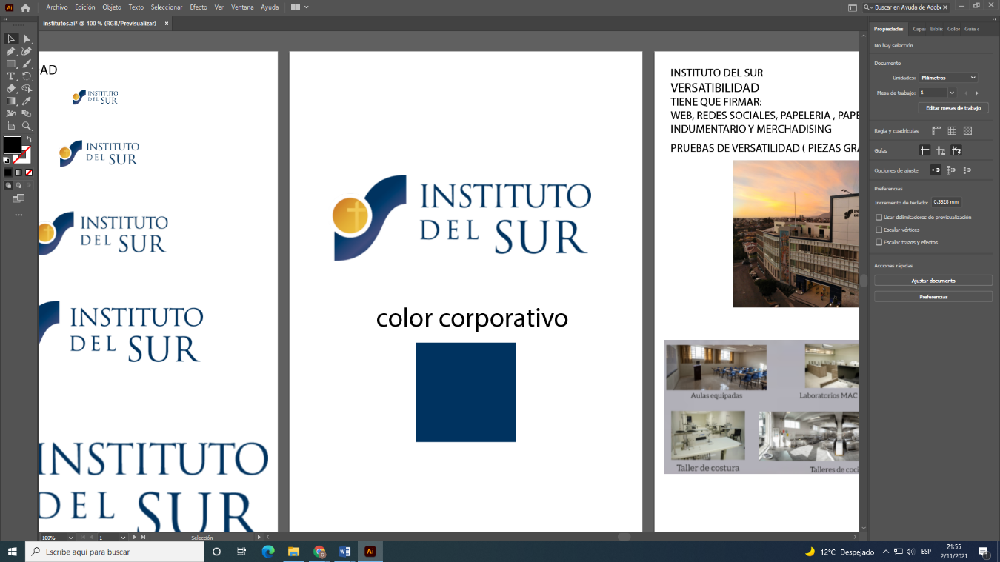 Archivo Edición Objeto Texto Seleccionar Efecto Ver Ventana Ayuda
Buscar en Ayuda de Adobe
institutos.ai* @ 100 % (RGB/Previsualizar)
DAD
INSTITUTO
DEL SUR
INSTITUTO
DEL SUR
INSTITUTO
DEL SUR
INSTITUTO
DEL SUR
INSTITUTO
DEL SUR
INSTITUTO
DEL SUR
color corporativo
INSTITUTO DEL SUR
VERSATIBILIDAD
TIENE QUE FIRMAR:
WEB, REDES SOCIALES, PAPELERIA , PAPE
INDUMENTARIO Y MERCHADISING
PRUEBAS DE VERSATILIDAD ( PIEZAS GRA
Aulas equipadas
Laboratorios MAC
Taller de costura
Talleres de coci
Propiedades Capas Biblic Color Guía
No hay selección
Documento
Unidades: Milímetros
Mesa de trabajo: 1
Editar mesas de trabajo
Regla y cuadrículas
Guías
Opciones de ajuste
Preferencias
Incremento de teclado: 0.3528 mm
Usar delimitadores de previsualización
Escalar vértices
Escalar trazos y efectos
Acciones rápidas
Ajustar documento
Preferencias
100% 1 Selección
Escribe aquí para buscar
12°C Despejado ESP
21:55
2/11/2021